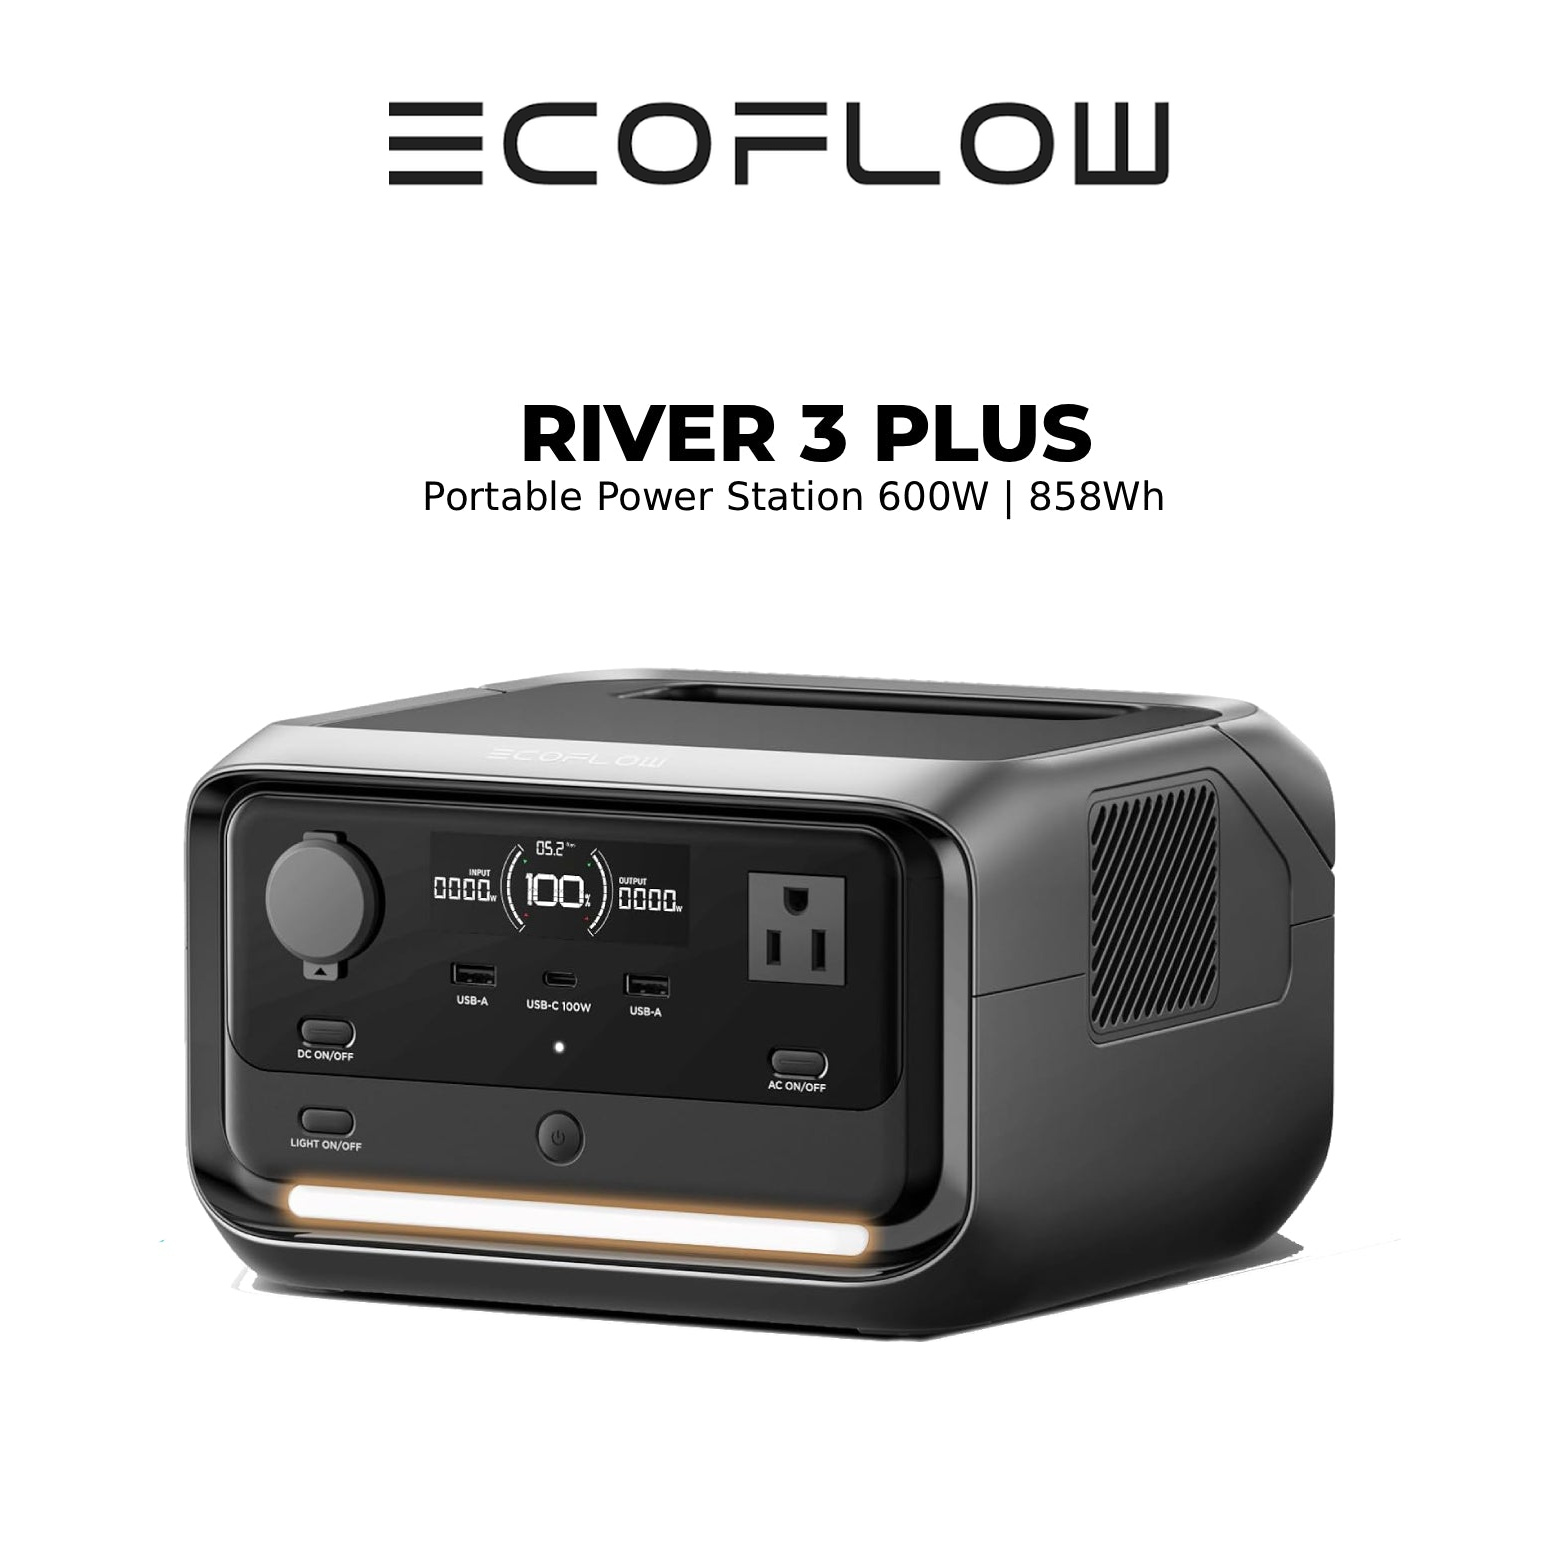 ECOFLOW
RIVER 3 PLUS
Portable Power Station 600W | 858Wh
ECOFLOW
05.2
INPUT
0000W
100%
OUTPUT
0000W
USB-A
USB-C 100W
USB-A
DC ON/OFF
AC ON/OFF
LIGHT ON/OFF